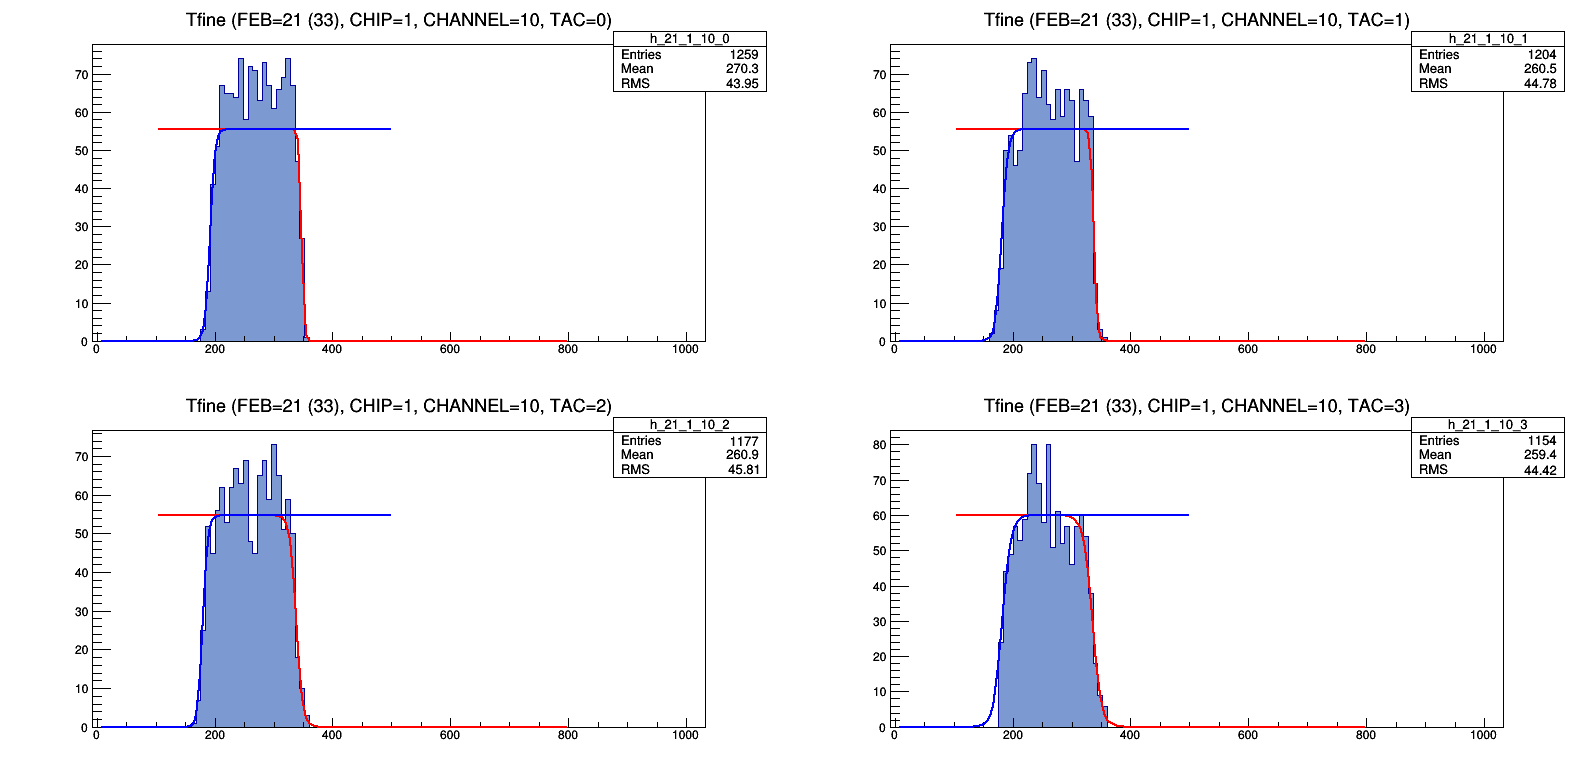 Tfine (FEB=21 (33), CHIP=1, CHANNEL=10, TAC=0)
h_21_1_10_0
Entries 1259
Mean 270.3
RMS 43.95
70
60
50
40
30
20
10
0
0 200 400 600 800 1000
Tfine (FEB=21 (33), CHIP=1, CHANNEL=10, TAC=1)
h_21_1_10_1
Entries 1204
Mean 260.5
RMS 44.78
70
60
50
40
30
20
10
0
0 200 400 600 800 1000
Tfine (FEB=21 (33), CHIP=1, CHANNEL=10, TAC=2)
h_21_1_10_2
Entries 1177
Mean 260.9
RMS 45.81
70
60
50
40
30
20
10
0
0 200 400 600 800 1000
Tfine (FEB=21 (33), CHIP=1, CHANNEL=10, TAC=3)
h_21_1_10_3
Entries 1154
Mean 259.4
RMS 44.42
80
70
60
50
40
30
20
10
0
0 200 400 600 800 1000